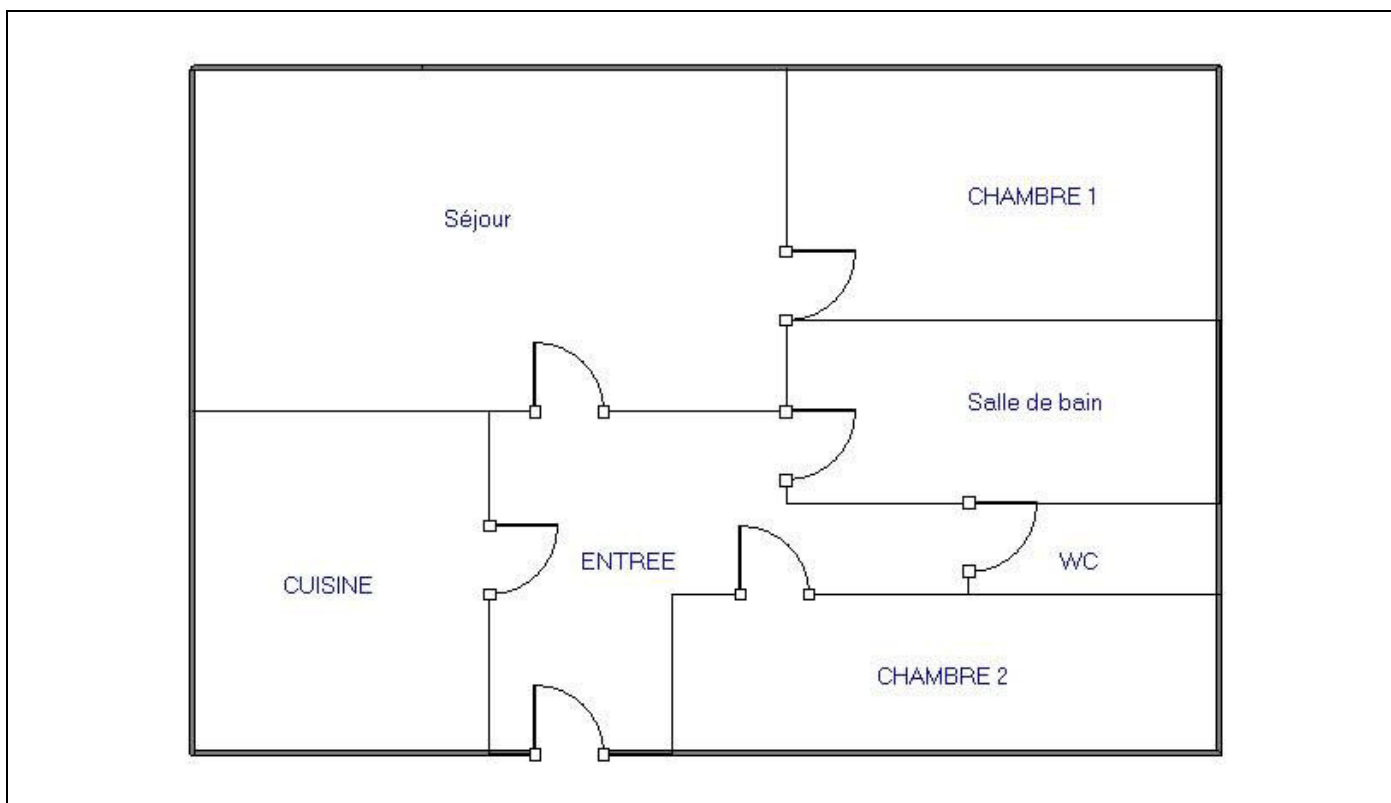 CHAMBRE 1
Séjour
Salle de bain
ENTREE
WC
CUISINE
CHAMBRE 2